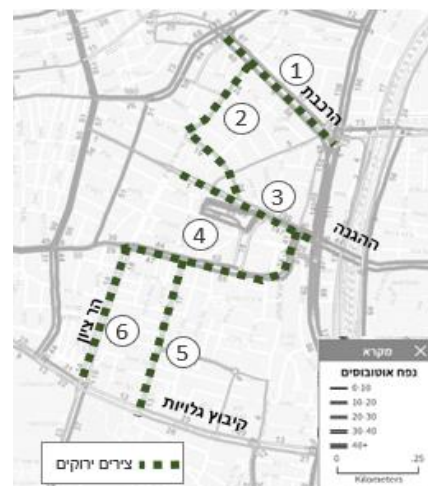 1
הרכבת
2
3
ההגנה
4
הר ציון
6
5
קיבוץ גלויות
מקרא
נפח אוטובוסים
0-10
10-20
20-30
30-40
40+
0 .25
Kilometers
צירים ירוקים